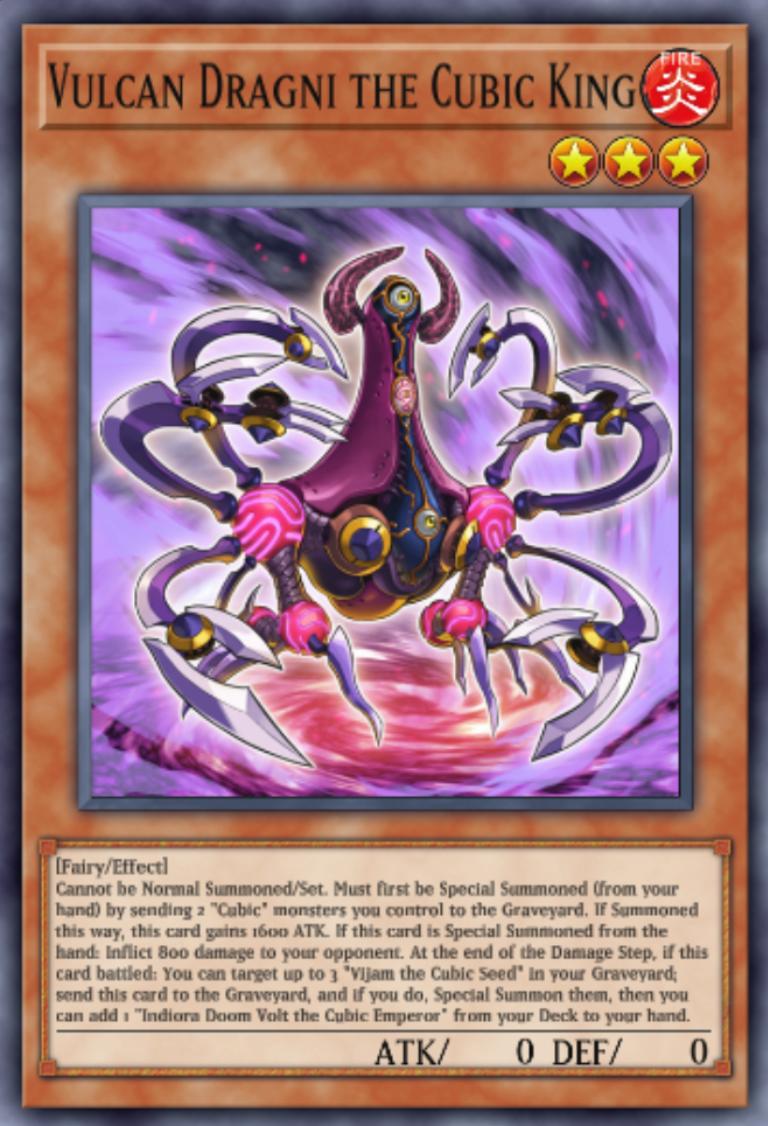 Vulcan Dragni the Cubic King
FIRE
炎
[Fairy/Effect]
Cannot be Normal Summoned/Set. Must first be Special Summoned (from your
hand) by sending 2 "Cubic" monsters you control to the Graveyard. If Summoned
this way, this card gains 1600 ATK. If this card is Special Summoned from the
hand: Inflict 800 damage to your opponent. At the end of the Damage Step, if this
card battled: You can target up to 3 "Vijam the Cubic Seed" in your Graveyard;
send this card to the Graveyard, and if you do, Special Summon them, then you
can add 1 "Indiora Doom Volt the Cubic Emperor" from your Deck to your hand.
ATK/ 0 DEF/ 0